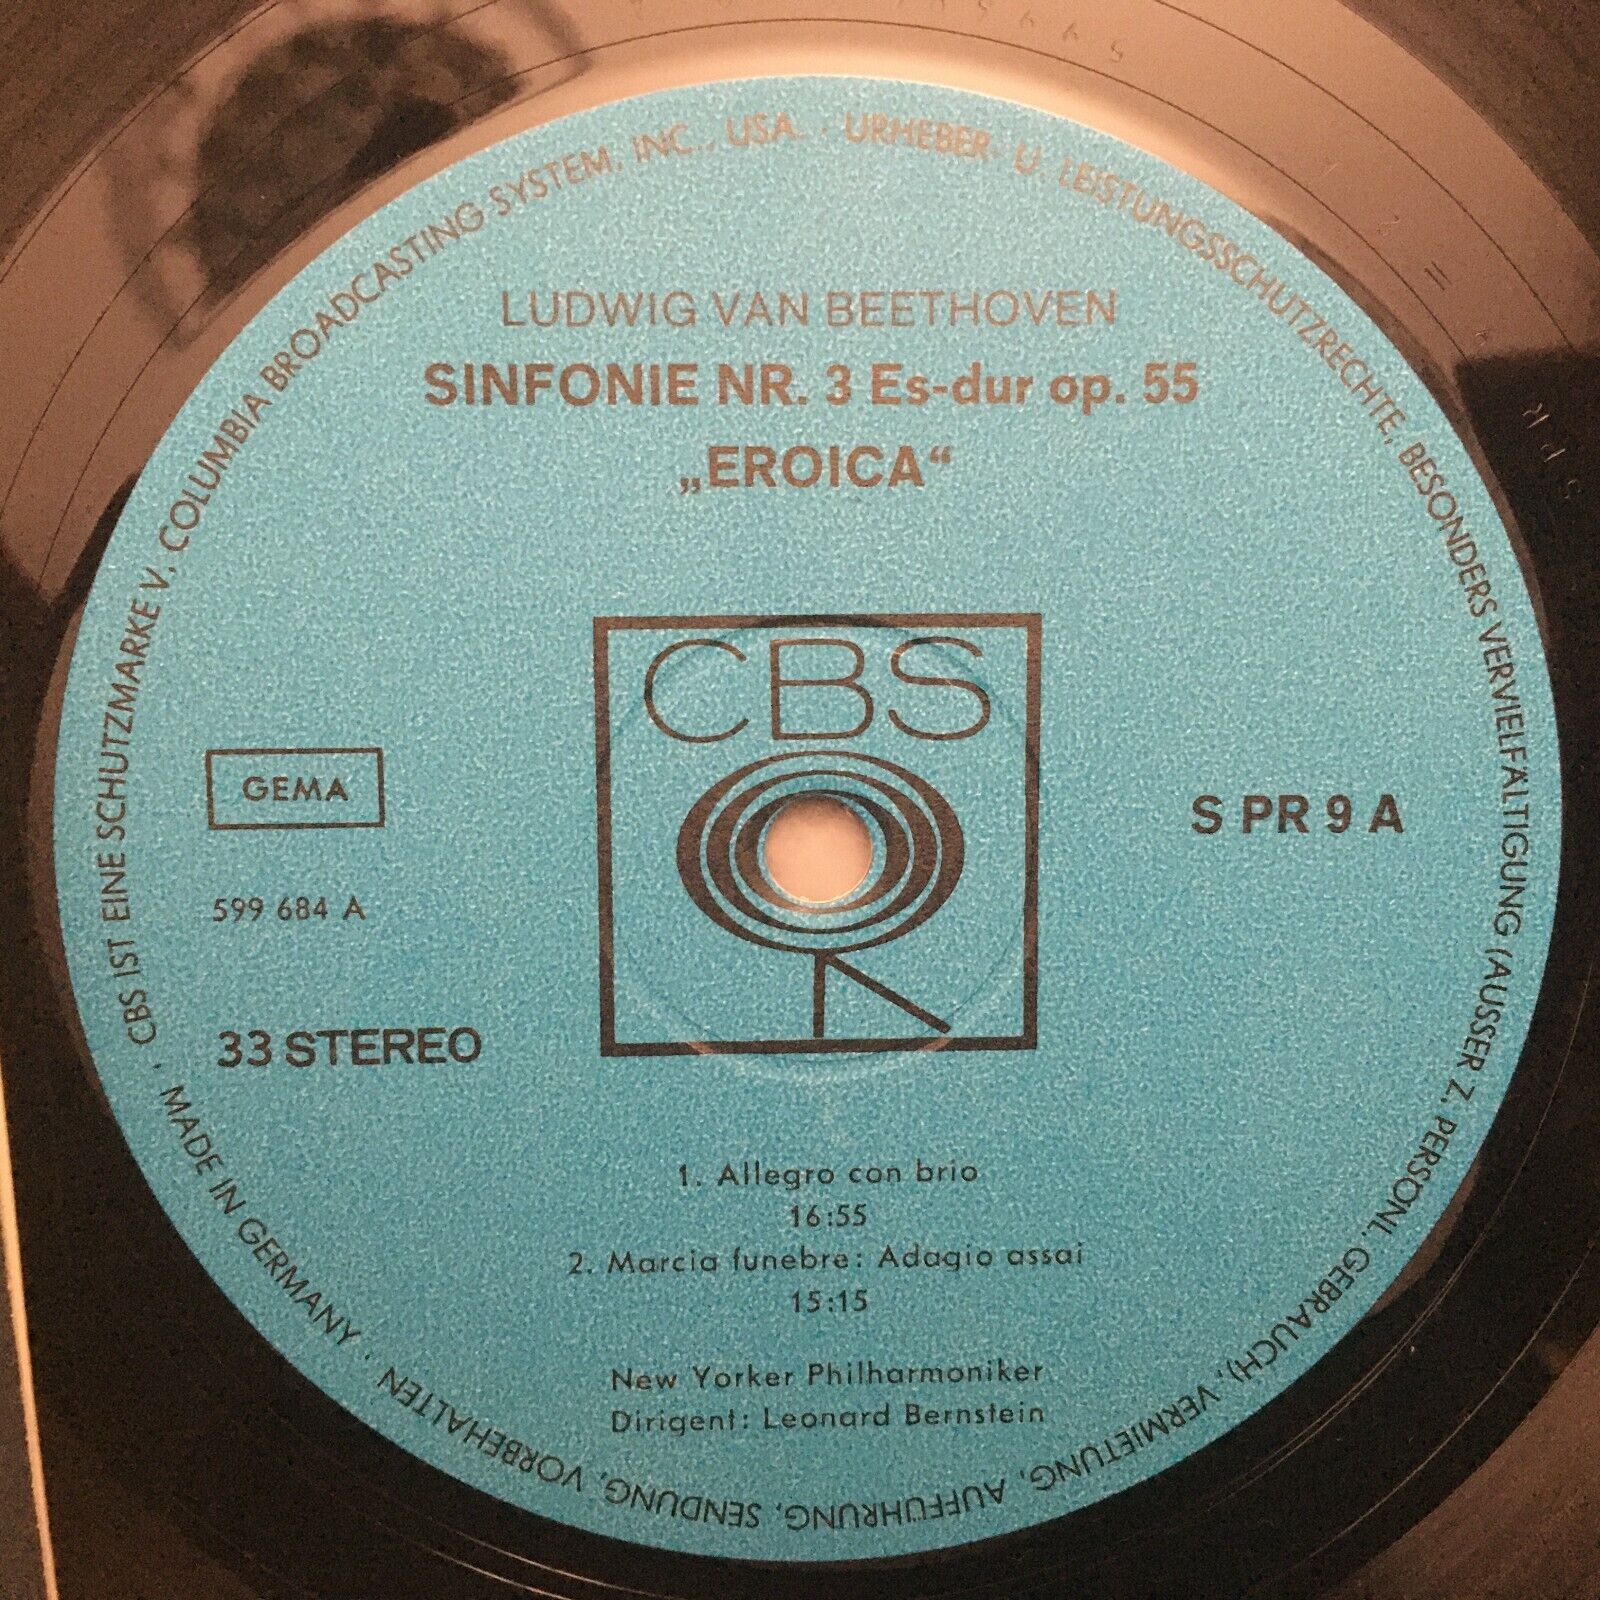 LUDWIG VAN BEETHOVEN
SINFONIE NR. 3 Es-dur op. 55
„EROICA“
CBS
GEMA
S PR 9 A
599 684 A
33 STEREO
1. Allegro con brio
16:55
2. Marcia funebre: Adagio assai
15:15
New Yorker Philharmoniker
Dirigent: Leonard Bernstein
· CBS IST EINE SCHUTZMARKE V. COLUMBIA BROADCASTING SYSTEM, INC., USA. · URHEBER- U. LEISTUNGSSCHUTZRECHTE, BESONDERS VERVIELFÄLTIGUNG (AUSSER Z. PERSÖNL. GEBRAUCH), VERMIETUNG, AUFFÜHRUNG, SENDUNG, VORBEHALTEN · MADE IN GERMANY
S PR